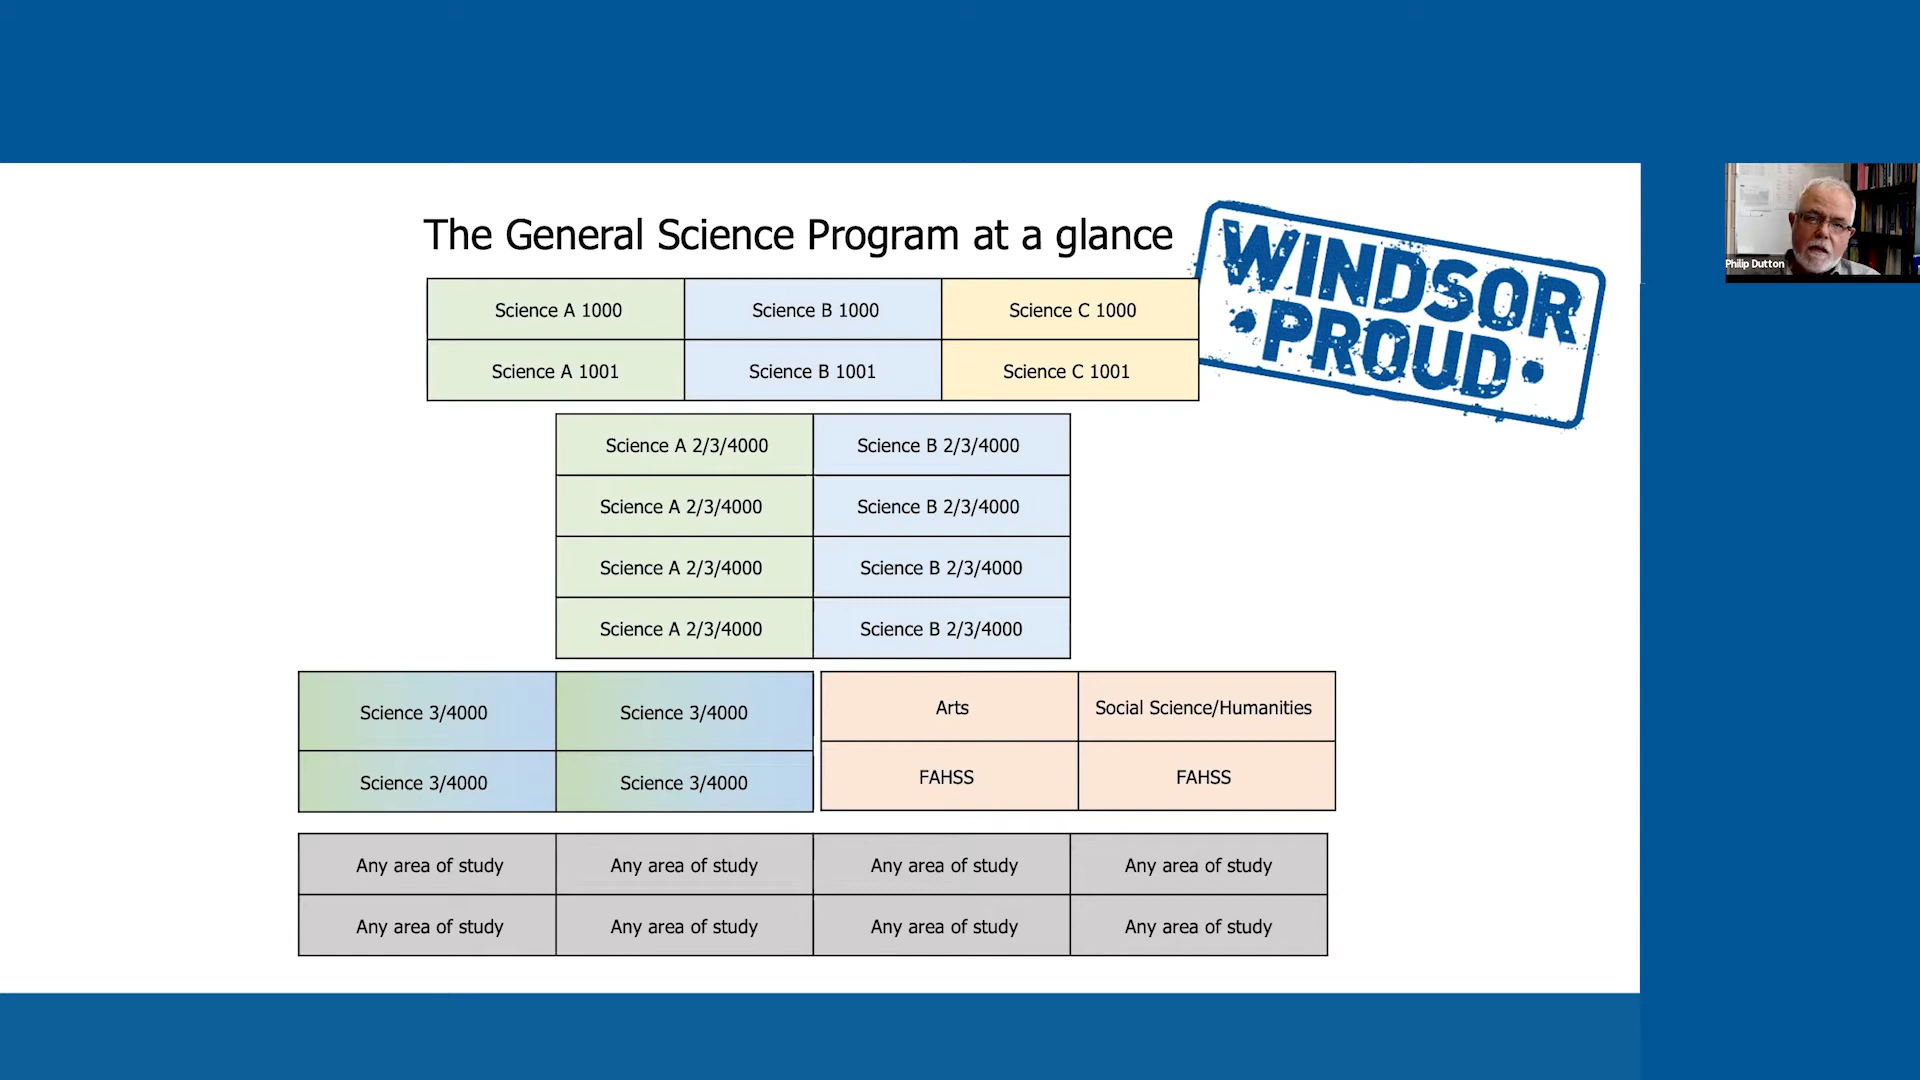 The General Science Program at a glance
WINDSOR
PROUD
Science A 1000
Science B 1000
Science C 1000
Science A 1001
Science B 1001
Science C 1001
Science A 2/3/4000
Science B 2/3/4000
Science A 2/3/4000
Science B 2/3/4000
Science A 2/3/4000
Science B 2/3/4000
Science A 2/3/4000
Science B 2/3/4000
Science 3/4000
Science 3/4000
Arts
Social Science/Humanities
Science 3/4000
Science 3/4000
FAHSS
FAHSS
Any area of study
Any area of study
Any area of study
Any area of study
Any area of study
Any area of study
Any area of study
Any area of study
Philip Dutton